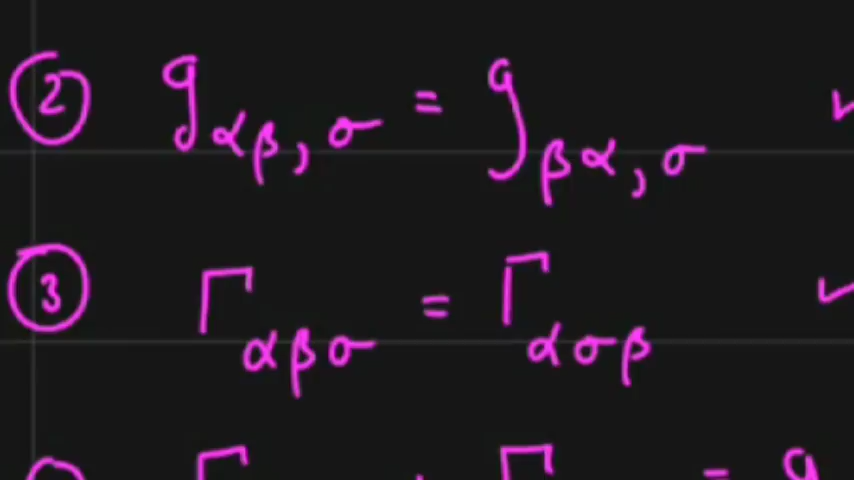 ② g_{αβ,σ} = g_{βα,σ} ✓
③ Γ_{αβσ} = Γ_{ασβ} ✓